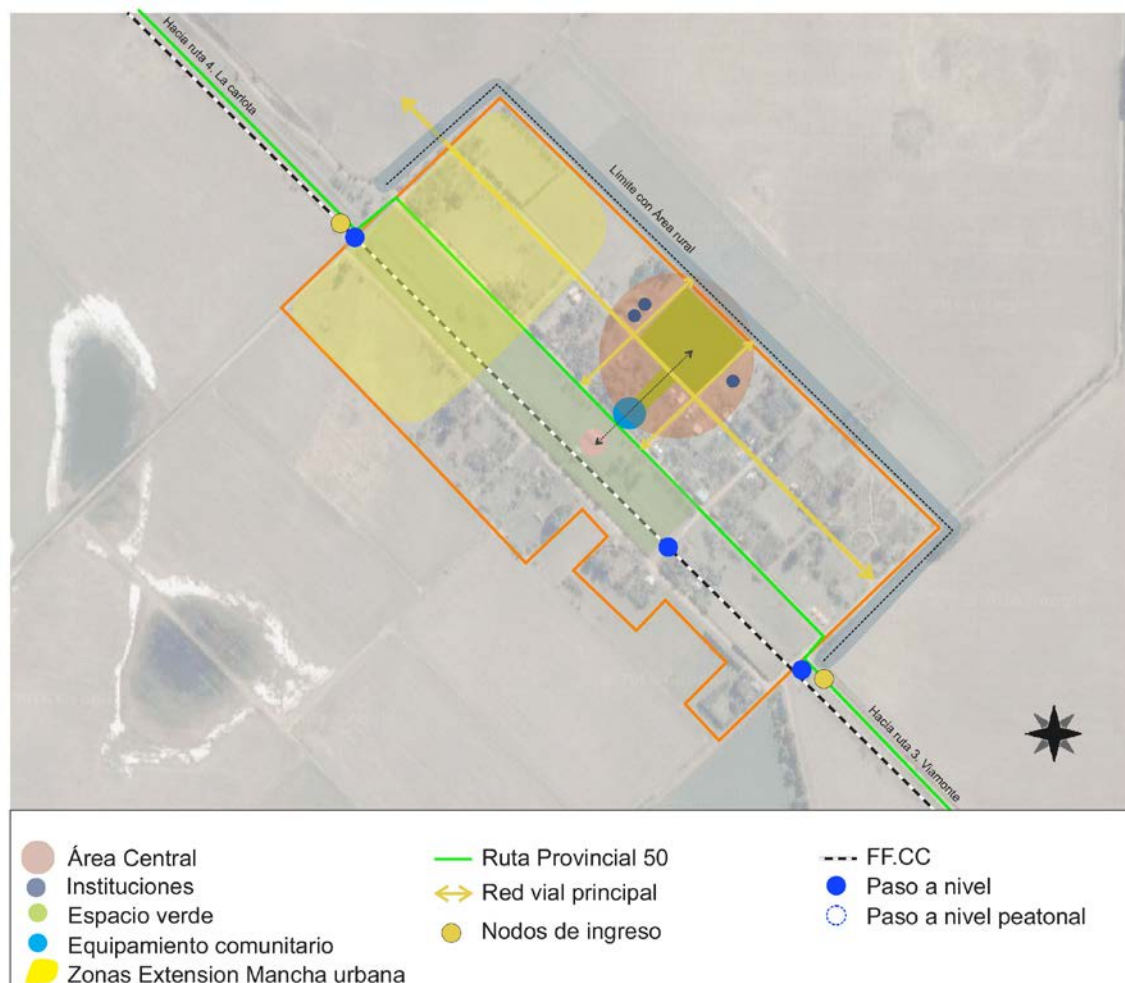 Hacia ruta 4. La carlota
Límite con Área rural
Hacia ruta 3. Viamonte
Área Central
Instituciones
Espacio verde
Equipamiento comunitario
Zonas Extension Mancha urbana
Ruta Provincial 50
Red vial principal
Nodos de ingreso
FF.CC
Paso a nivel
Paso a nivel peatonal